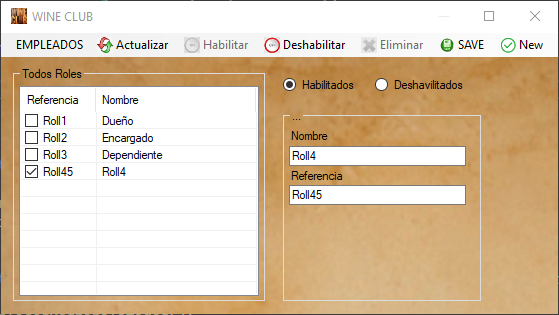 WINE CLUB
EMPLEADOS Actualizar Habilitar Deshabilitar Eliminar SAVE New
Todos Roles
Habilitados Deshavilitados
Referencia Nombre
Roll1 Dueño
Roll2 Encargado
Roll3 Dependiente
Roll45 Roll4
...
Nombre
Roll4
Referencia
Roll45